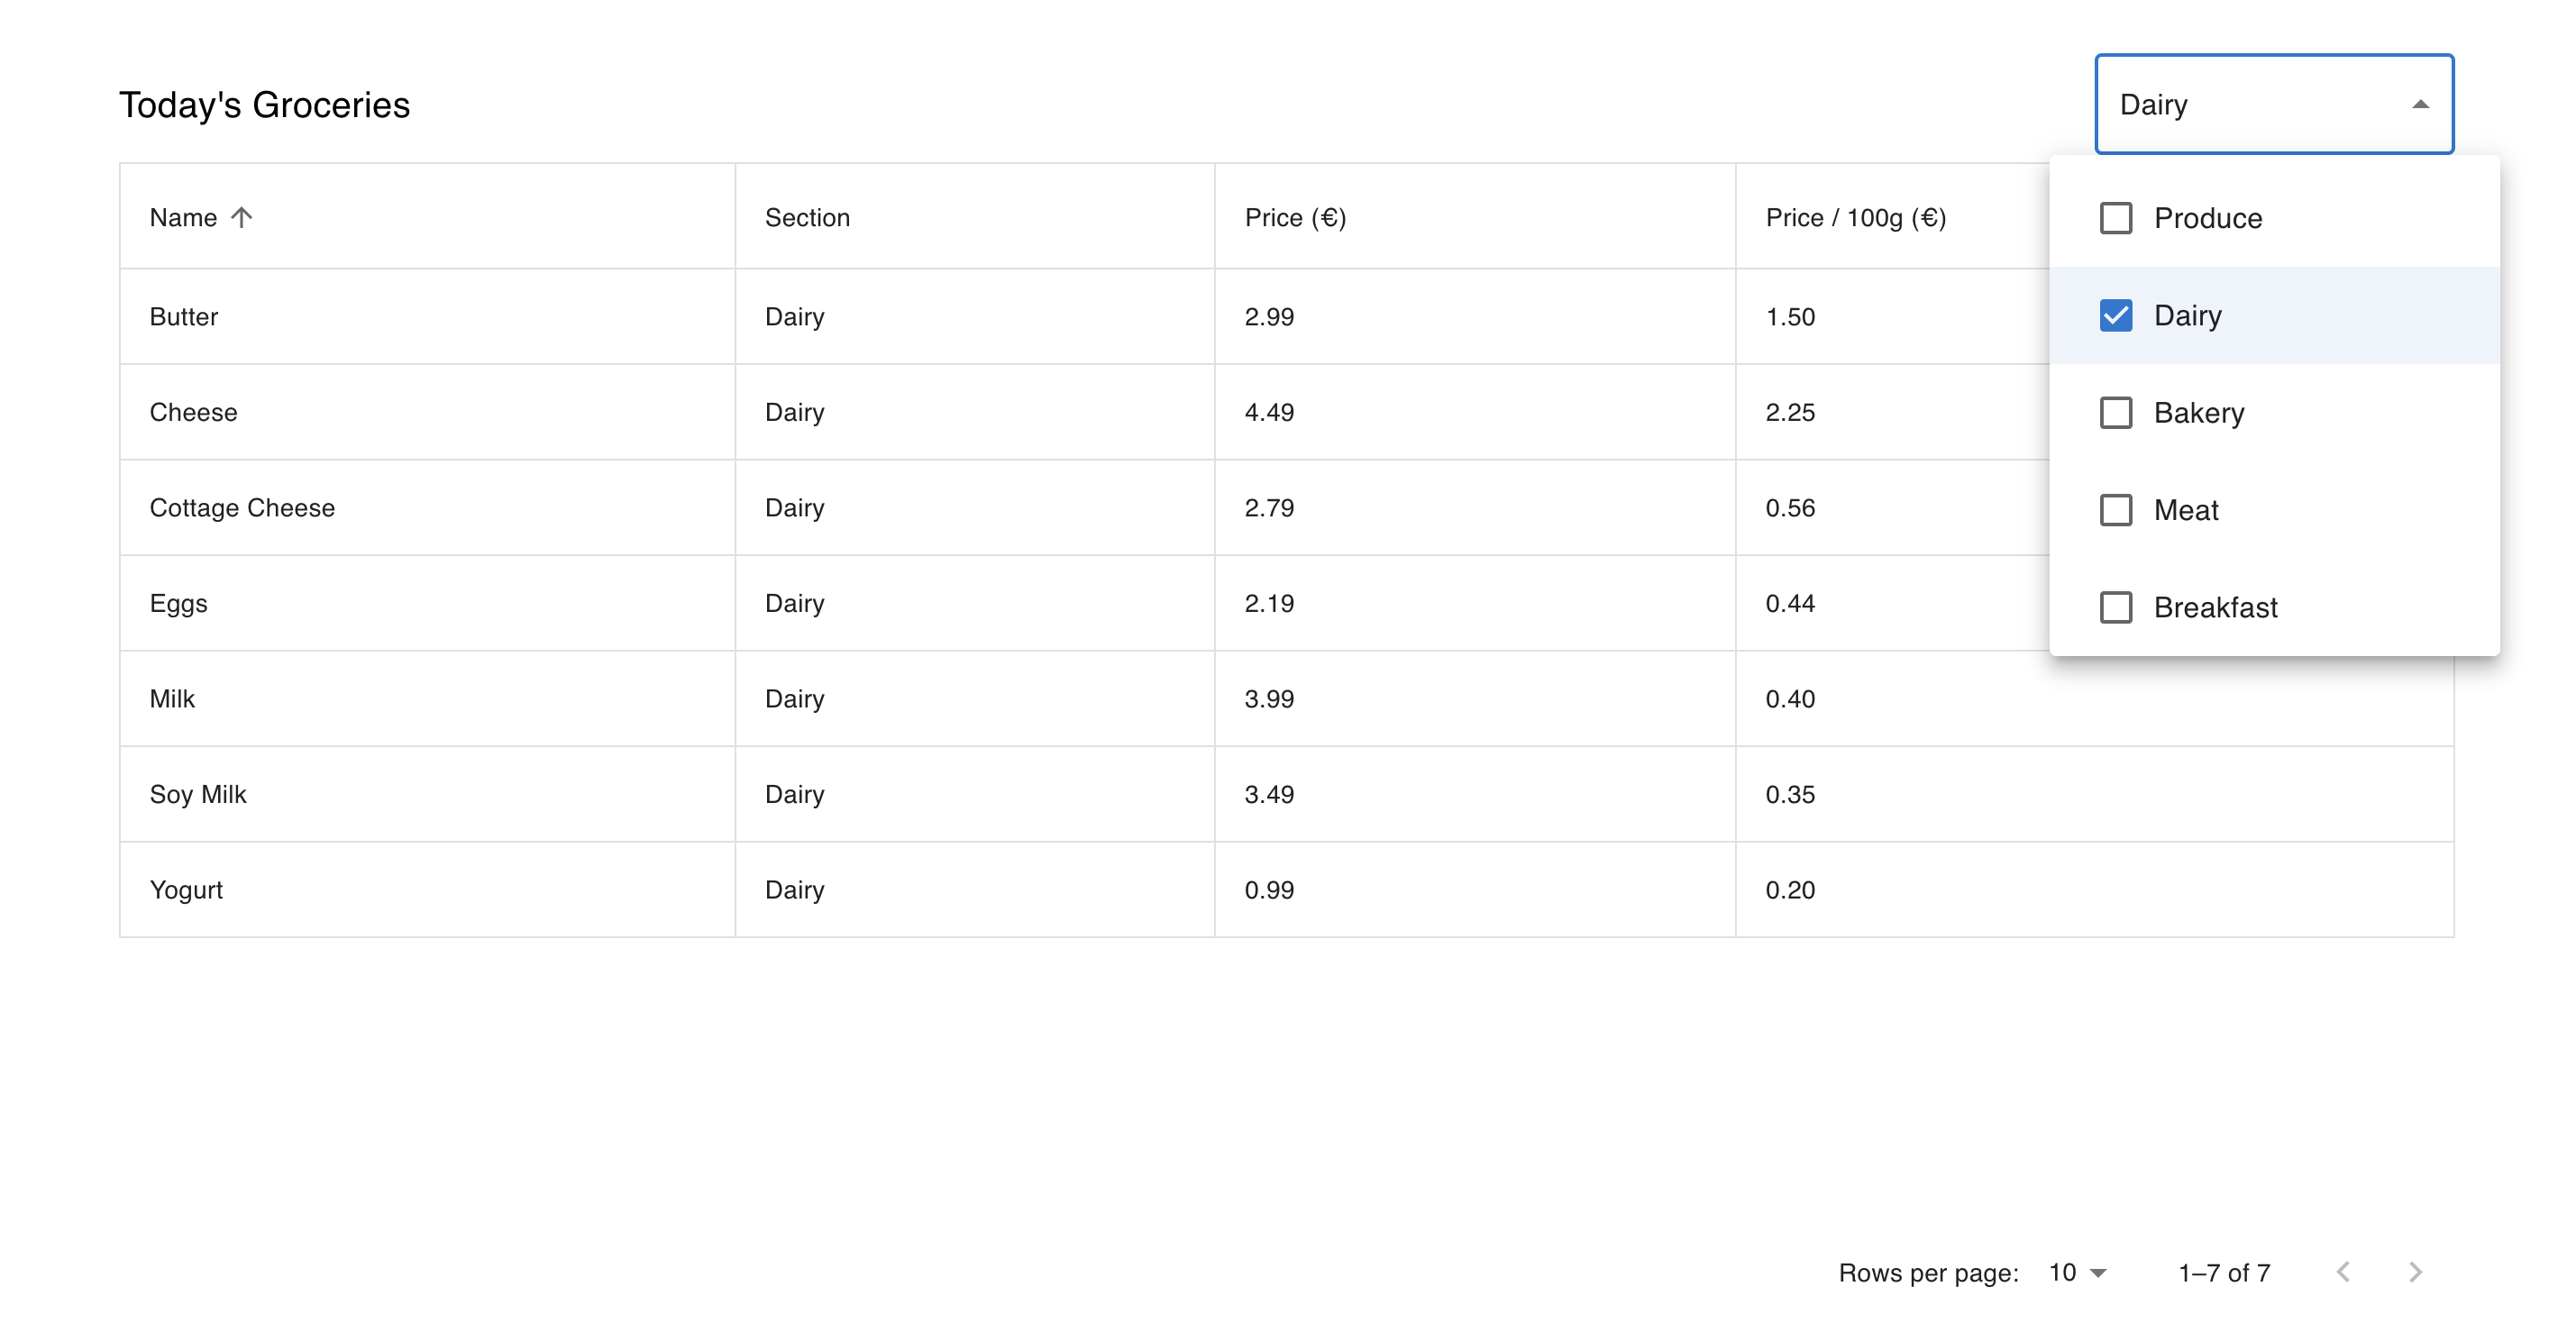 Today's Groceries
Dairy
Name Section Price (€) Price / 100g (€)
Butter Dairy 2.99 1.50
Cheese Dairy 4.49 2.25
Cottage Cheese Dairy 2.79 0.56
Eggs Dairy 2.19 0.44
Milk Dairy 3.99 0.40
Soy Milk Dairy 3.49 0.35
Yogurt Dairy 0.99 0.20
Produce
Dairy
Bakery
Meat
Breakfast
Rows per page: 10 1–7 of 7